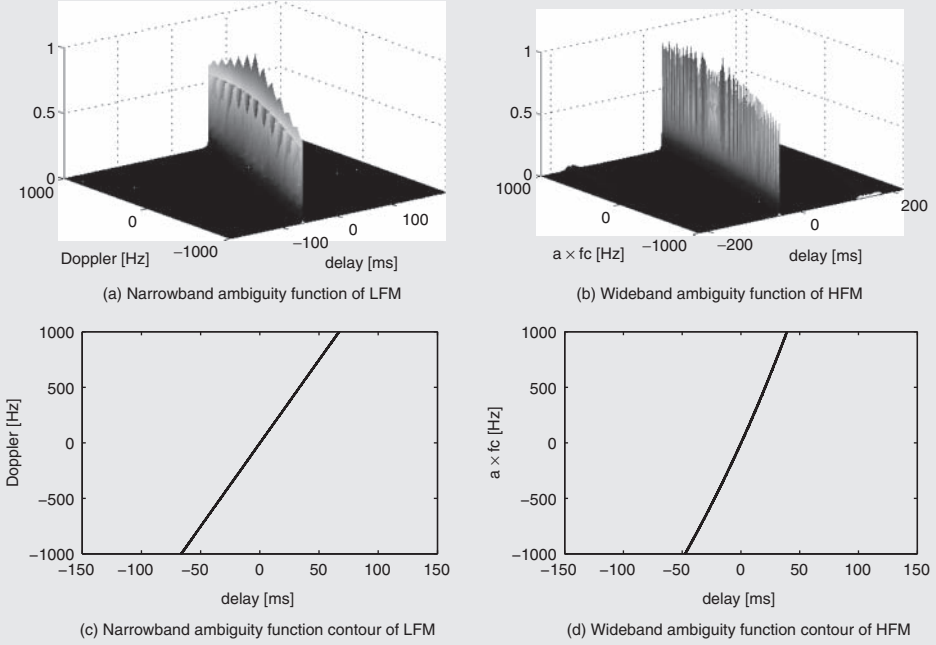 1
0.5
0
1000
0
−1000
Doppler [Hz]
−100
0
100
delay [ms]
(a) Narrowband ambiguity function of LFM
1
0.5
0
1000
0
−1000
a × fc [Hz]
−200
0
200
delay [ms]
(b) Wideband ambiguity function of HFM
1000
500
0
−500
−1000
Doppler [Hz]
−150 −100 −50 0 50 100 150
delay [ms]
(c) Narrowband ambiguity function contour of LFM
1000
500
0
−500
−1000
a × fc [Hz]
−150 −100 −50 0 50 100 150
delay [ms]
(d) Wideband ambiguity function contour of HFM